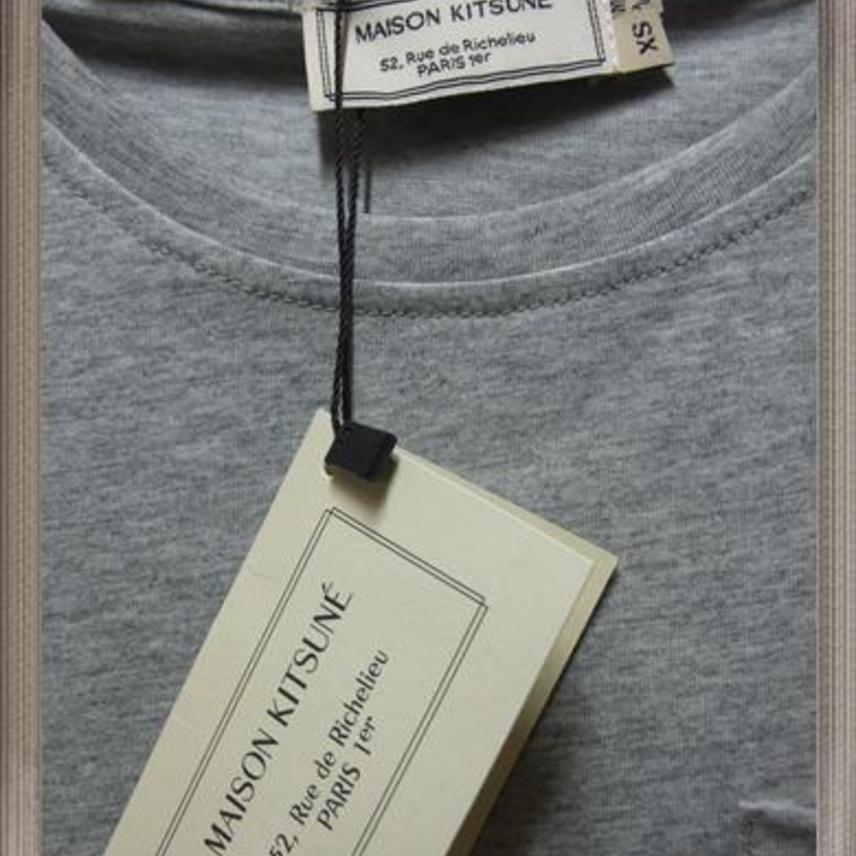 MAISON KITSUNÉ
52, Rue de Richelieu
PARIS 1er
XS
MAISON KITSUNÉ
52, Rue de Richelieu
PARIS 1er